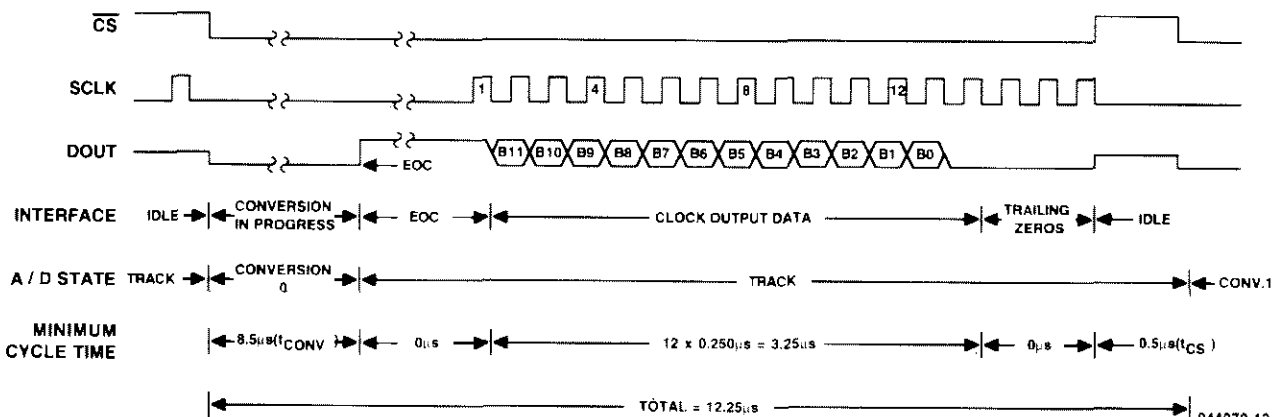 CS
SCLK 1 4 8 12
DOUT EOC B11 B10 B9 B8 B7 B6 B5 B4 B3 B2 B1 B0
INTERFACE IDLE CONVERSION IN PROGRESS EOC CLOCK OUTPUT DATA TRAILING ZEROS IDLE
A / D STATE TRACK CONVERSION 0 TRACK CONV.1
MINIMUM CYCLE TIME 8.5µs(tCONV ) 0µs 12 x 0.250µs = 3.25µs 0µs 0.5µs(tCS )
TOTAL = 12.25µs